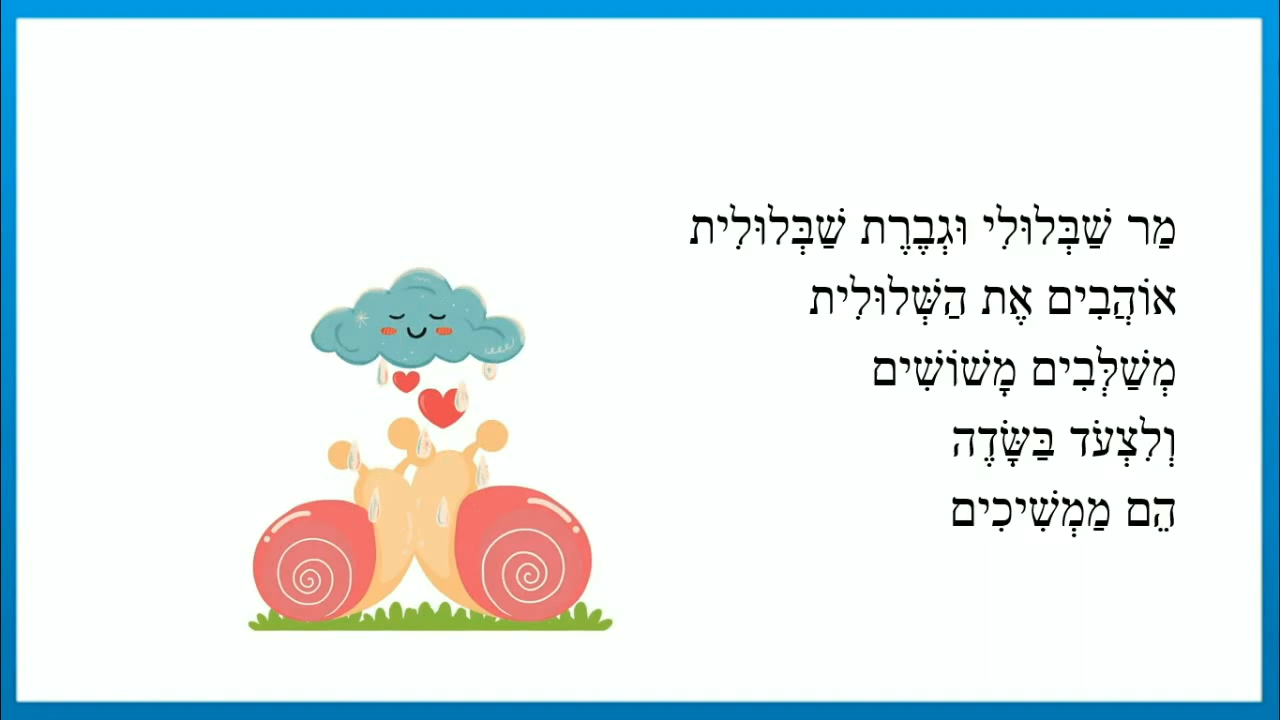 מַר שַׁבְּלוּלִי וּגְבֶרֶת שַׁבְּלוּלִית
אוֹהֲבִים אֶת הַשְּׁלוּלִית
מְשַׁלְּבִים מָשׁוֹשִׁים
וְלִצְעֹד בַּשָּׂדֶה
הֵם מַמְשִׁיכִים